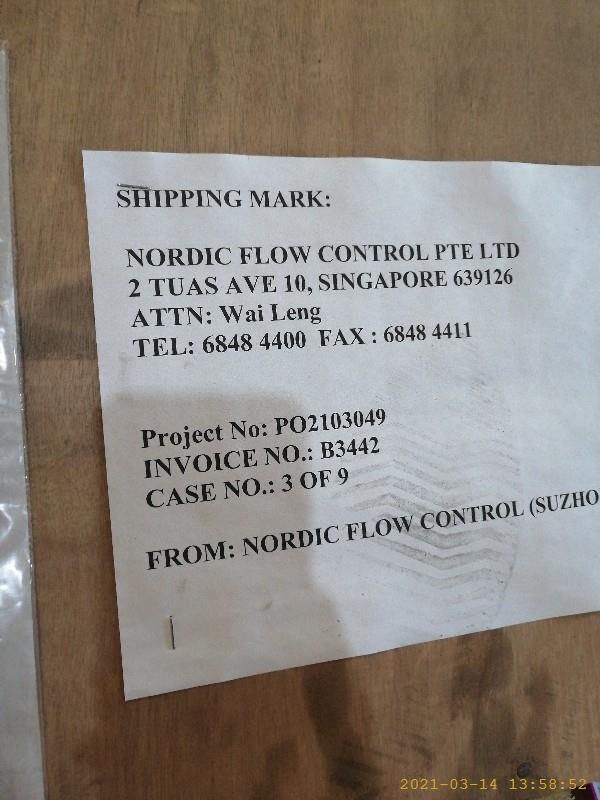 SHIPPING MARK:
NORDIC FLOW CONTROL PTE LTD
2 TUAS AVE 10, SINGAPORE 639126
ATTN: Wai Leng
TEL: 6848 4400 FAX : 6848 4411
Project No: PO2103049
INVOICE NO.: B3442
CASE NO.: 3 OF 9
FROM: NORDIC FLOW CONTROL (SUZHO
2021-03-14 13:58:52